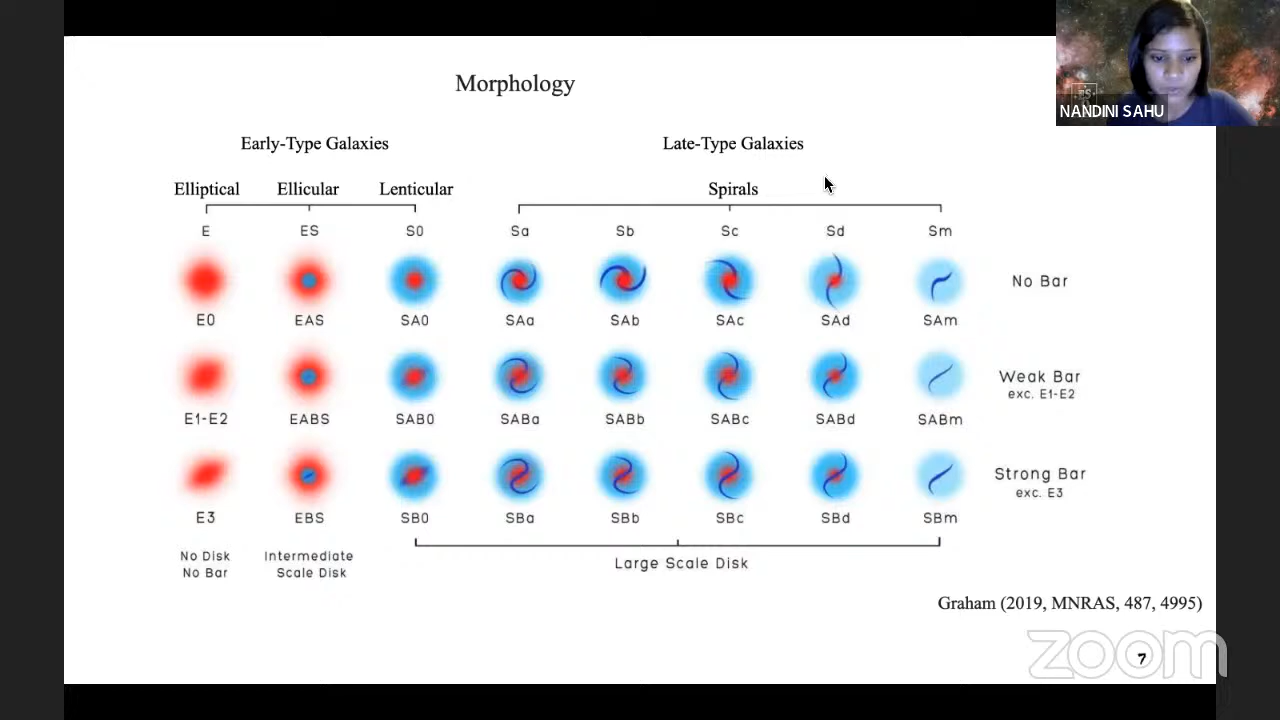 Morphology
NANDINI SAHU
Early-Type Galaxies
Late-Type Galaxies
Elliptical
Ellicular
Lenticular
Spirals
E
ES
S0
Sa
Sb
Sc
Sd
Sm
No Bar
E0
EAS
SA0
SAa
SAb
SAc
SAd
SAm
Weak Bar
exc. E1-E2
E1-E2
EABS
SAB0
SABa
SABb
SABc
SABd
SABm
Strong Bar
exc. E3
E3
EBS
SB0
SBa
SBb
SBc
SBd
SBm
No Disk
No Bar
Intermediate
Scale Disk
Large Scale Disk
Graham (2019, MNRAS, 487, 4995)
zoom
7